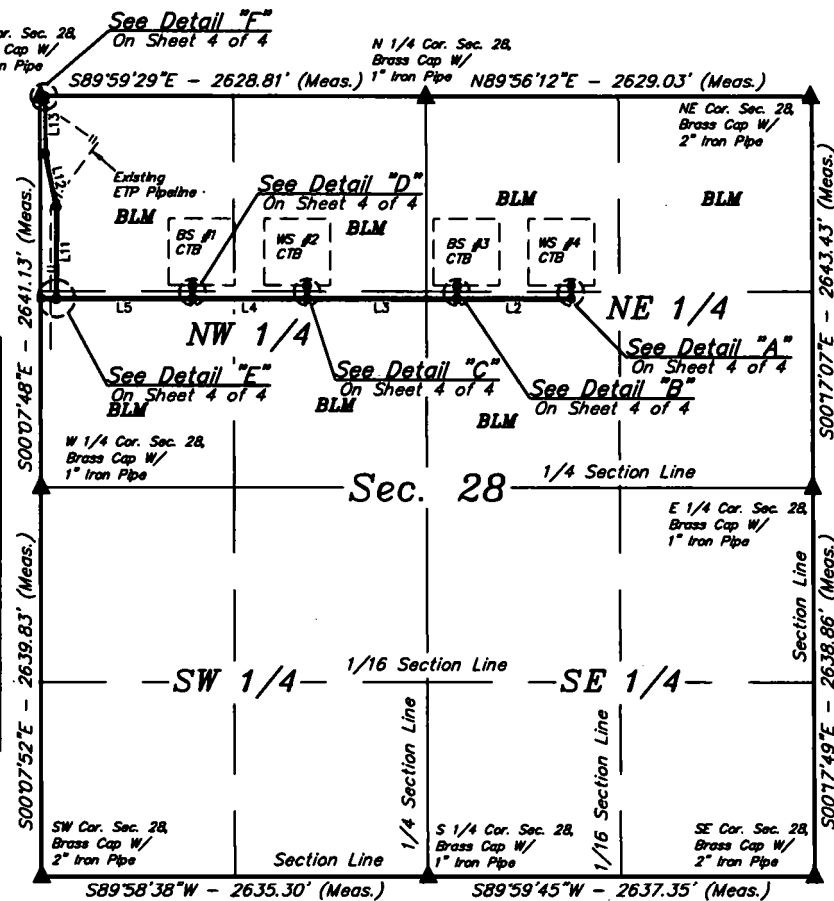 See Detail "F"
On Sheet 4 of 4
or. Sec. 28,
Cap W/
n Pipe
N 1/4 Cor. Sec. 28,
Brass Cap W/
1" Iron Pipe
S89°59'29"E - 2628.81' (Meas.)
N89°56'12"E - 2629.03' (Meas.)
NE Cor. Sec. 28,
Brass Cap W/
2" Iron Pipe
L13
L12
L11
Existing
ETP Pipeline
BLM
See Detail "D"
On Sheet 4 of 4
BLM
BLM
BLM
BS #1
CTB
WS #2
CTB
BS #3
CTB
WS #4
CTB
S00°07'48"E - 2641.13' (Meas.)
S00°17'07"E - 2643.43' (Meas.)
L5
L4
L3
L2
NW 1/4
NE 1/4
See Detail "E"
On Sheet 4 of 4
BLM
See Detail "C"
On Sheet 4 of 4
BLM
See Detail "A"
On Sheet 4 of 4
See Detail "B"
On Sheet 4 of 4
BLM
W 1/4 Cor. Sec. 28,
Brass Cap W/
1" Iron Pipe
Sec. 28
1/4 Section Line
E 1/4 Cor. Sec. 28,
Brass Cap W/
1" Iron Pipe
S00°07'52"E - 2639.83' (Meas.)
Section Line
S00°17'49"E - 2638.86' (Meas.)
SW 1/4
1/16 Section Line
SE 1/4
1/4 Section Line
1/16 Section Line
SW Cor. Sec. 28,
Brass Cap W/
2" Iron Pipe
Section Line
S 1/4 Cor. Sec. 28,
Brass Cap W/
1" Iron Pipe
SE Cor. Sec. 28,
Brass Cap W/
2" Iron Pipe
S89°58'38"W - 2635.30' (Meas.)
S89°59'45"W - 2637.35' (Meas.)